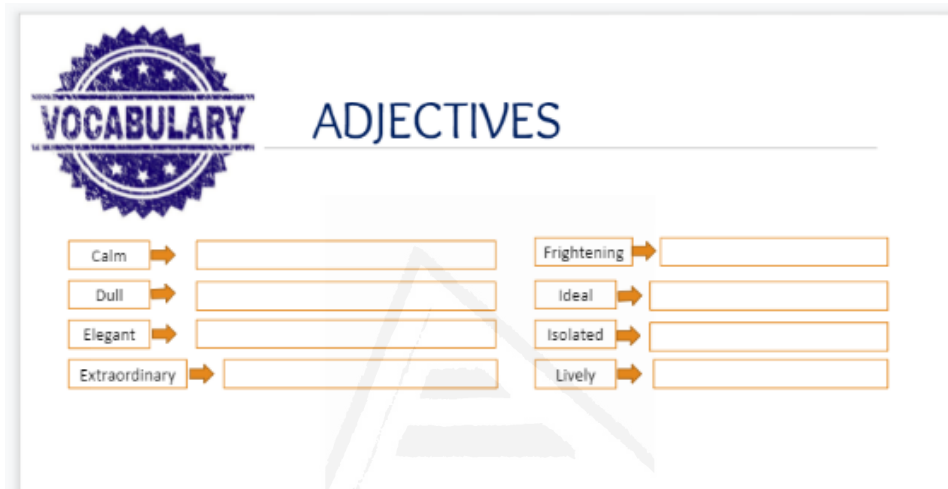 VOCABULARY
ADJECTIVES
Calm
Dull
Elegant
Extraordinary
Frightening
Ideal
Isolated
Lively